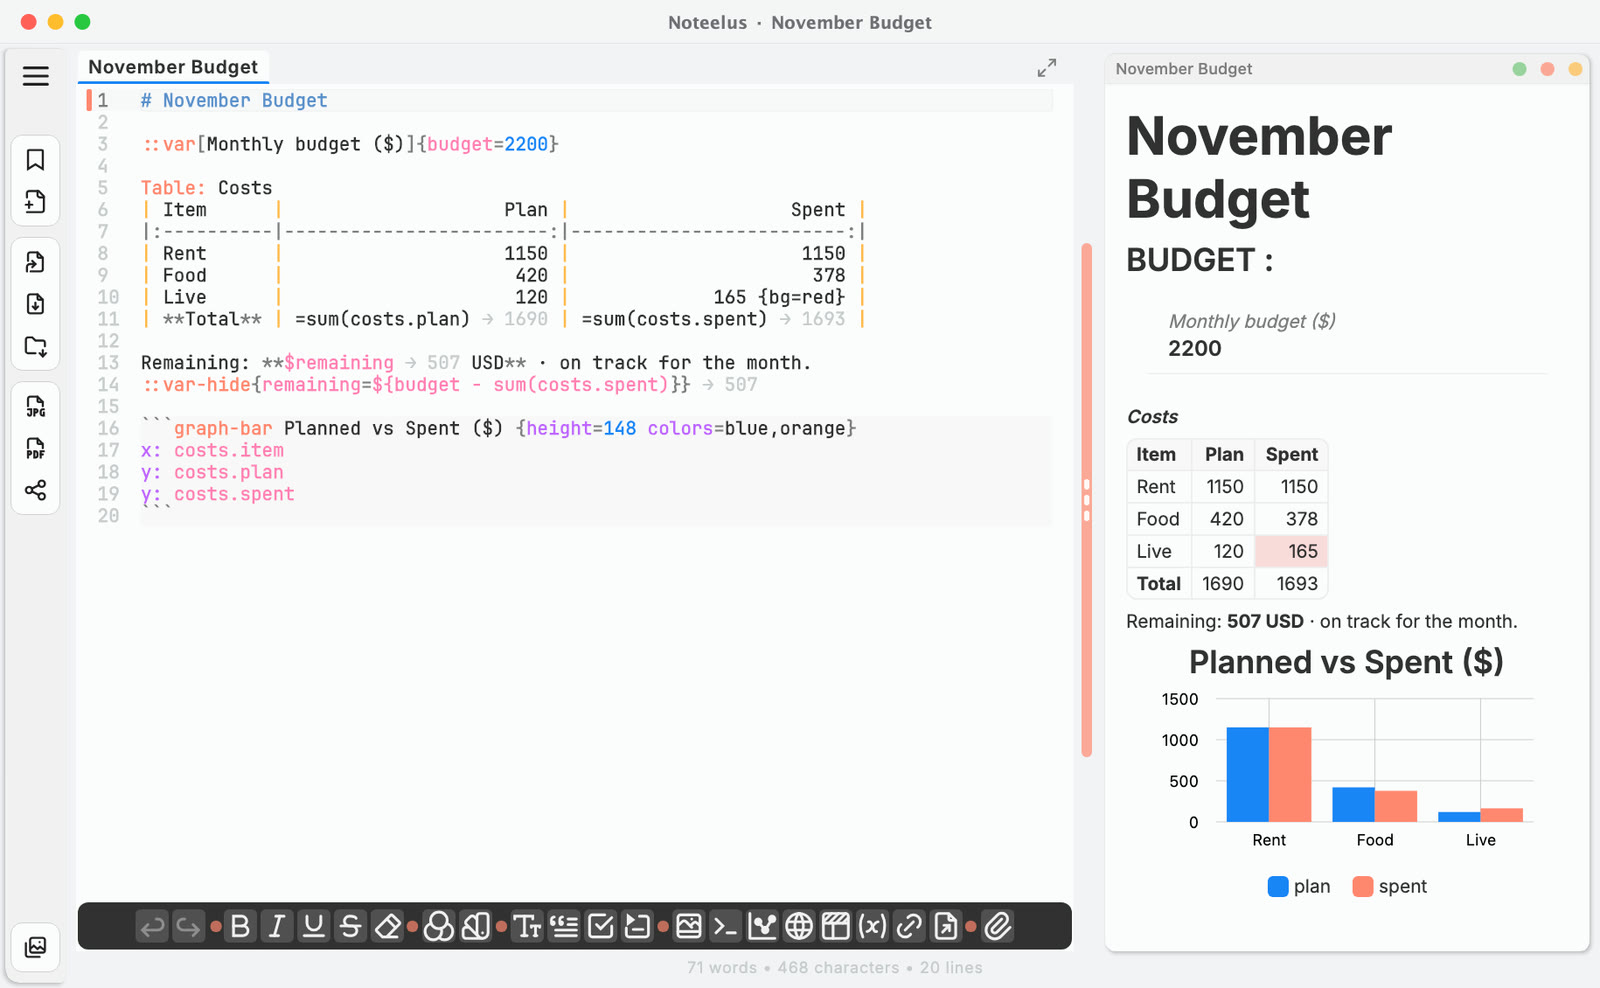 Noteelus · November Budget
November Budget
1 # November Budget
2
3 ::var[Monthly budget ($)]{budget=2200}
4
5 Table: Costs
6 | Item | Plan | Spent |
7 |:----------|------------------------:|-------------------------:|
8 | Rent | 1150 | 1150 |
9 | Food | 420 | 378 |
10 | Live | 120 | 165 {bg=red} |
11 | **Total** | =sum(costs.plan) → 1690 | =sum(costs.spent) → 1693 |
12
13 Remaining: **$remaining → 507 USD** · on track for the month.
14 ::var-hide{remaining=${budget - sum(costs.spent)}} → 507
15
16 ```graph-bar Planned vs Spent ($) {height=148 colors=blue,orange}
17 x: costs.item
18 y: costs.plan
19 y: costs.spent
20 ```
JPG
PDF
71 words • 468 characters • 20 lines
November Budget
November
Budget
BUDGET :
Monthly budget ($)
2200
Costs
Item Plan Spent
Rent 1150 1150
Food 420 378
Live 120 165
Total 1690 1693
Remaining: 507 USD · on track for the month.
Planned vs Spent ($)
1500
1000
500
0
Rent Food Live
plan spent